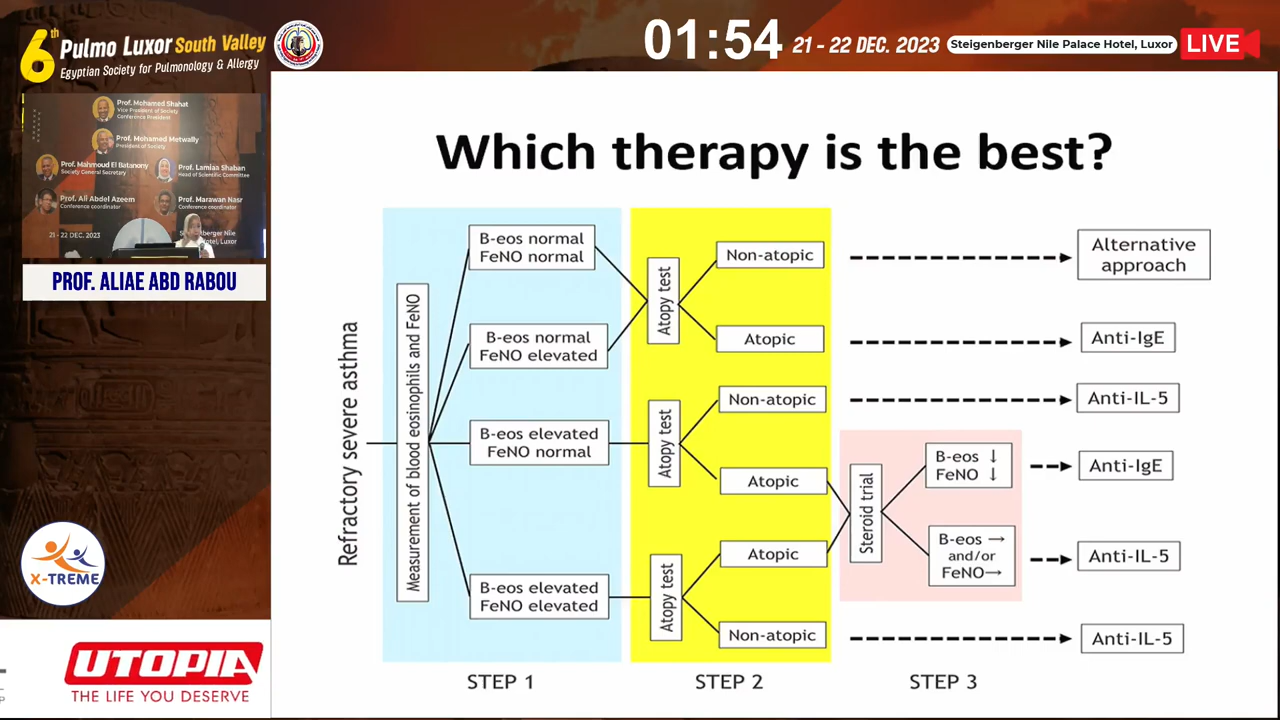 6th Pulmo Luxor South Valley
Egyptian Society for Pulmonology & Allergy
01:54
21 - 22 DEC. 2023
Steigenberger Nile Palace Hotel, Luxor
LIVE
Prof. Mohamed Shahat
Vice President of Society
Conference President
Prof. Mohamed Metwally
President of Society
Prof. Mahmoud El Batanony
Society General Secretary
Prof. Lamiaa Shaban
Head of Scientific Committee
Prof. Ali Abdel Azeem
Conference coordinator
Prof. Marawan Nasr
Conference coordinator
21 - 22 DEC. 2023
PROF. ALIAE ABD RABOU
X-TREME
UTOPIA
THE LIFE YOU DESERVE
Which therapy is the best?
Refractory severe asthma
Measurement of blood eosinophils and FeNO
B-eos normal
FeNO normal
B-eos normal
FeNO elevated
B-eos elevated
FeNO normal
B-eos elevated
FeNO elevated
Atopy test
Non-atopic
Atopic
Atopy test
Non-atopic
Atopic
Atopy test
Atopic
Non-atopic
Steroid trial
B-eos ↓
FeNO ↓
B-eos →
and/or
FeNO→
Alternative
approach
Anti-IgE
Anti-IL-5
Anti-IgE
Anti-IL-5
Anti-IL-5
STEP 1
STEP 2
STEP 3